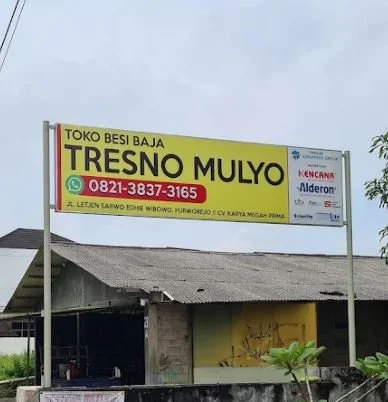 TOKO BESI BAJA
TRESNO MULYO
0821-3837-3165
JL. LETJEN SARWO EDHIE WIBOWO, PURWOREJO // CV. KARYA MEGAH PRIMA
KENCANA
Alderon